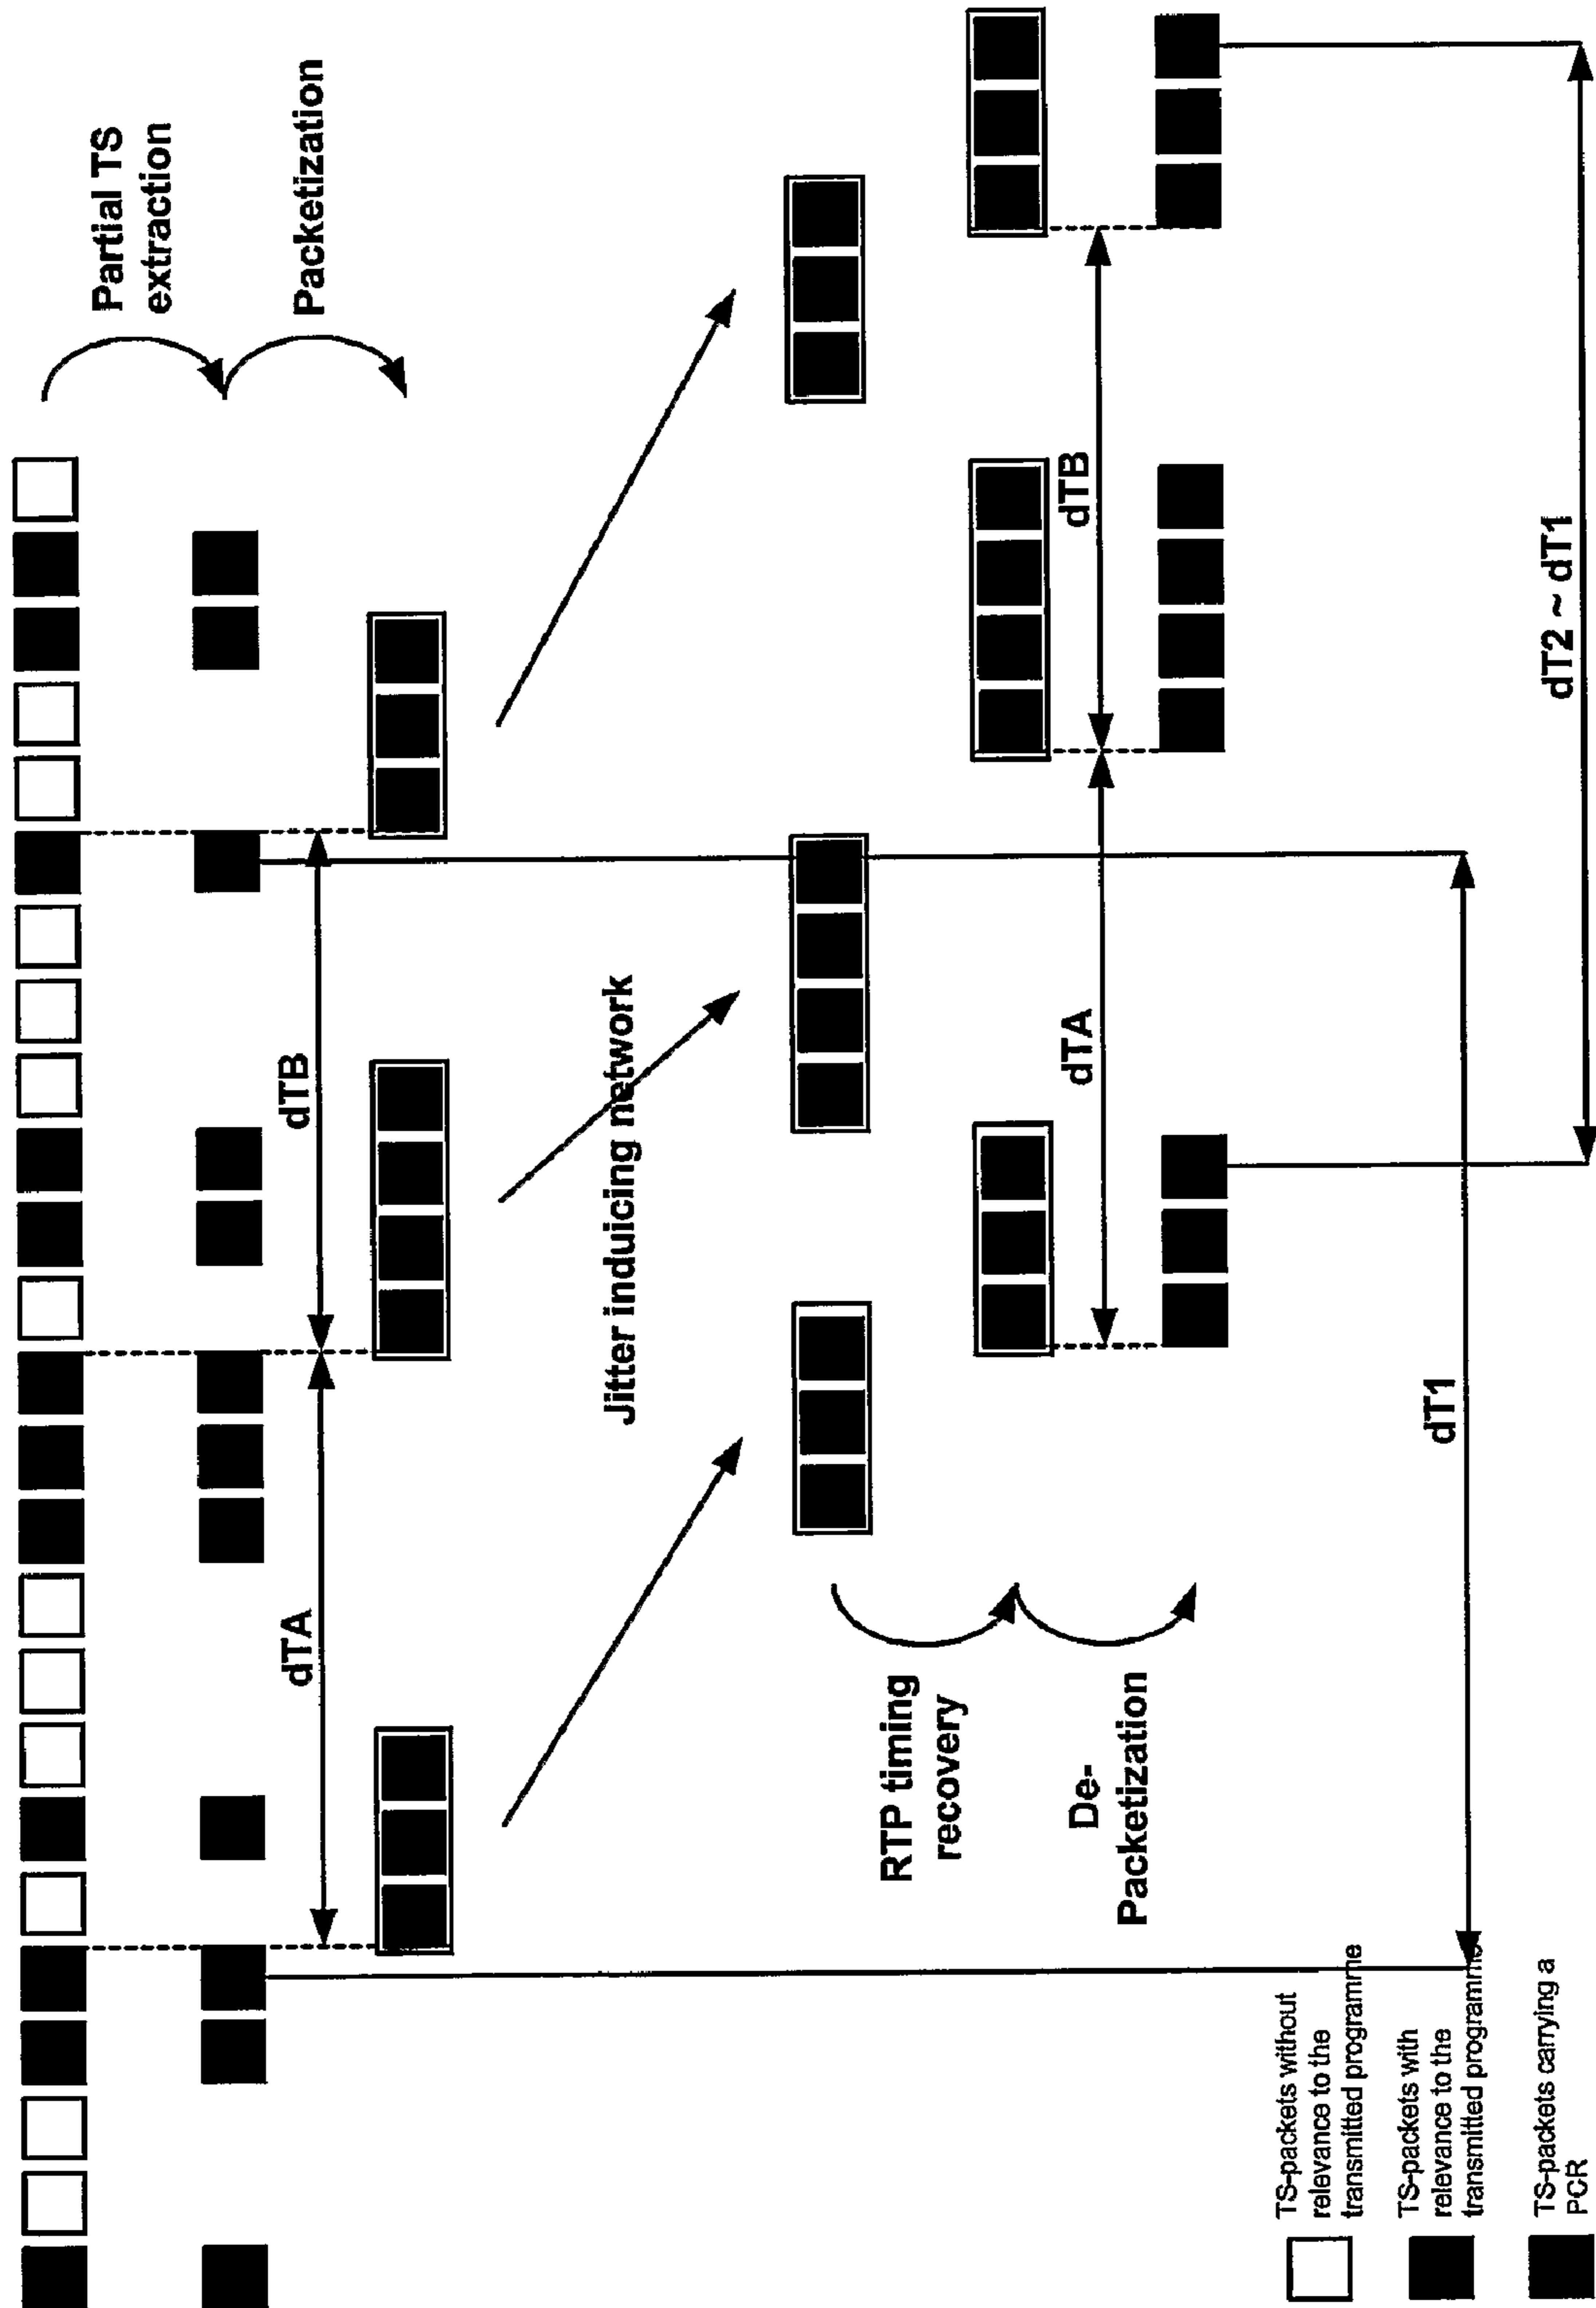 Partial TS
extraction
Packetization
dTA
dTB
Jitter induicing network
RTP timing
recovery
De-
Packetization
dTA
dTB
dT1
dT2 ~ dT1
TS-packets without
relevance to the
transmitted programme
TS-packets with
relevance to the
transmitted programme
TS-packets carrying a
PCR